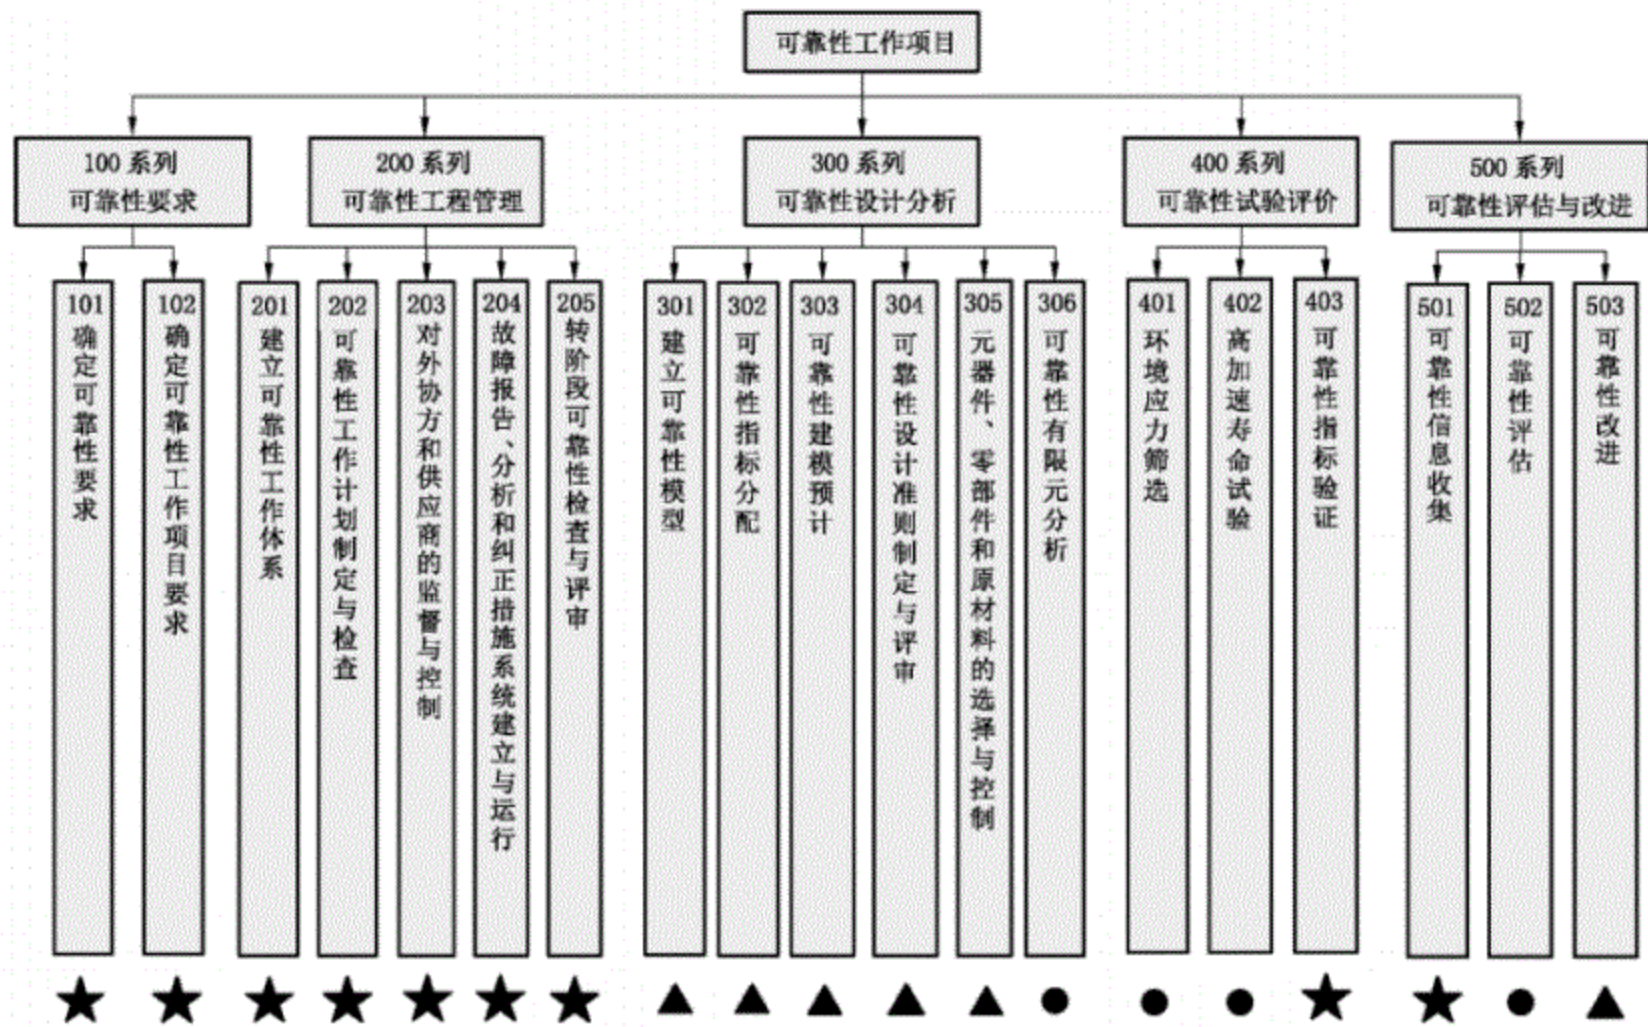 可靠性工作项目
100 系列
可靠性要求
200 系列
可靠性工程管理
300 系列
可靠性设计分析
400 系列
可靠性试验评价
500 系列
可靠性评估与改进
101
确定可靠性要求
102
确定可靠性工作项目要求
201
建立可靠性工作体系
202
可靠性工作计划制定与检查
203
对外协方和供应商的监督与控制
204
故障报告、分析和纠正措施系统建立与运行
205
转阶段可靠性检查与评审
301
建立可靠性模型
302
可靠性指标分配
303
可靠性建模预计
304
可靠性设计准则制定与评审
305
元器件、零部件和原材料的选择与控制
306
可靠性有限元分析
401
环境应力筛选
402
高加速寿命试验
403
可靠性指标验证
501
可靠性信息收集
502
可靠性评估
503
可靠性改进